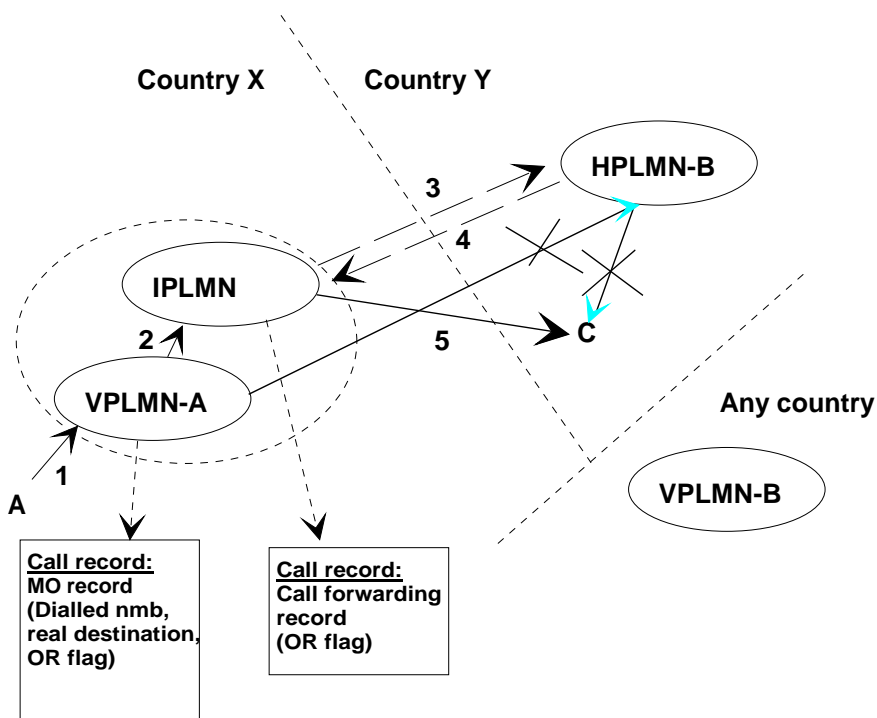 Country X
Country Y
HPLMN-B
3
4
IPLMN
2
5
C
VPLMN-A
Any country
1
A
VPLMN-B
Call record:
MO record
(Dialled nmb,
real destination,
OR flag)
Call record:
Call forwarding
record
(OR flag)